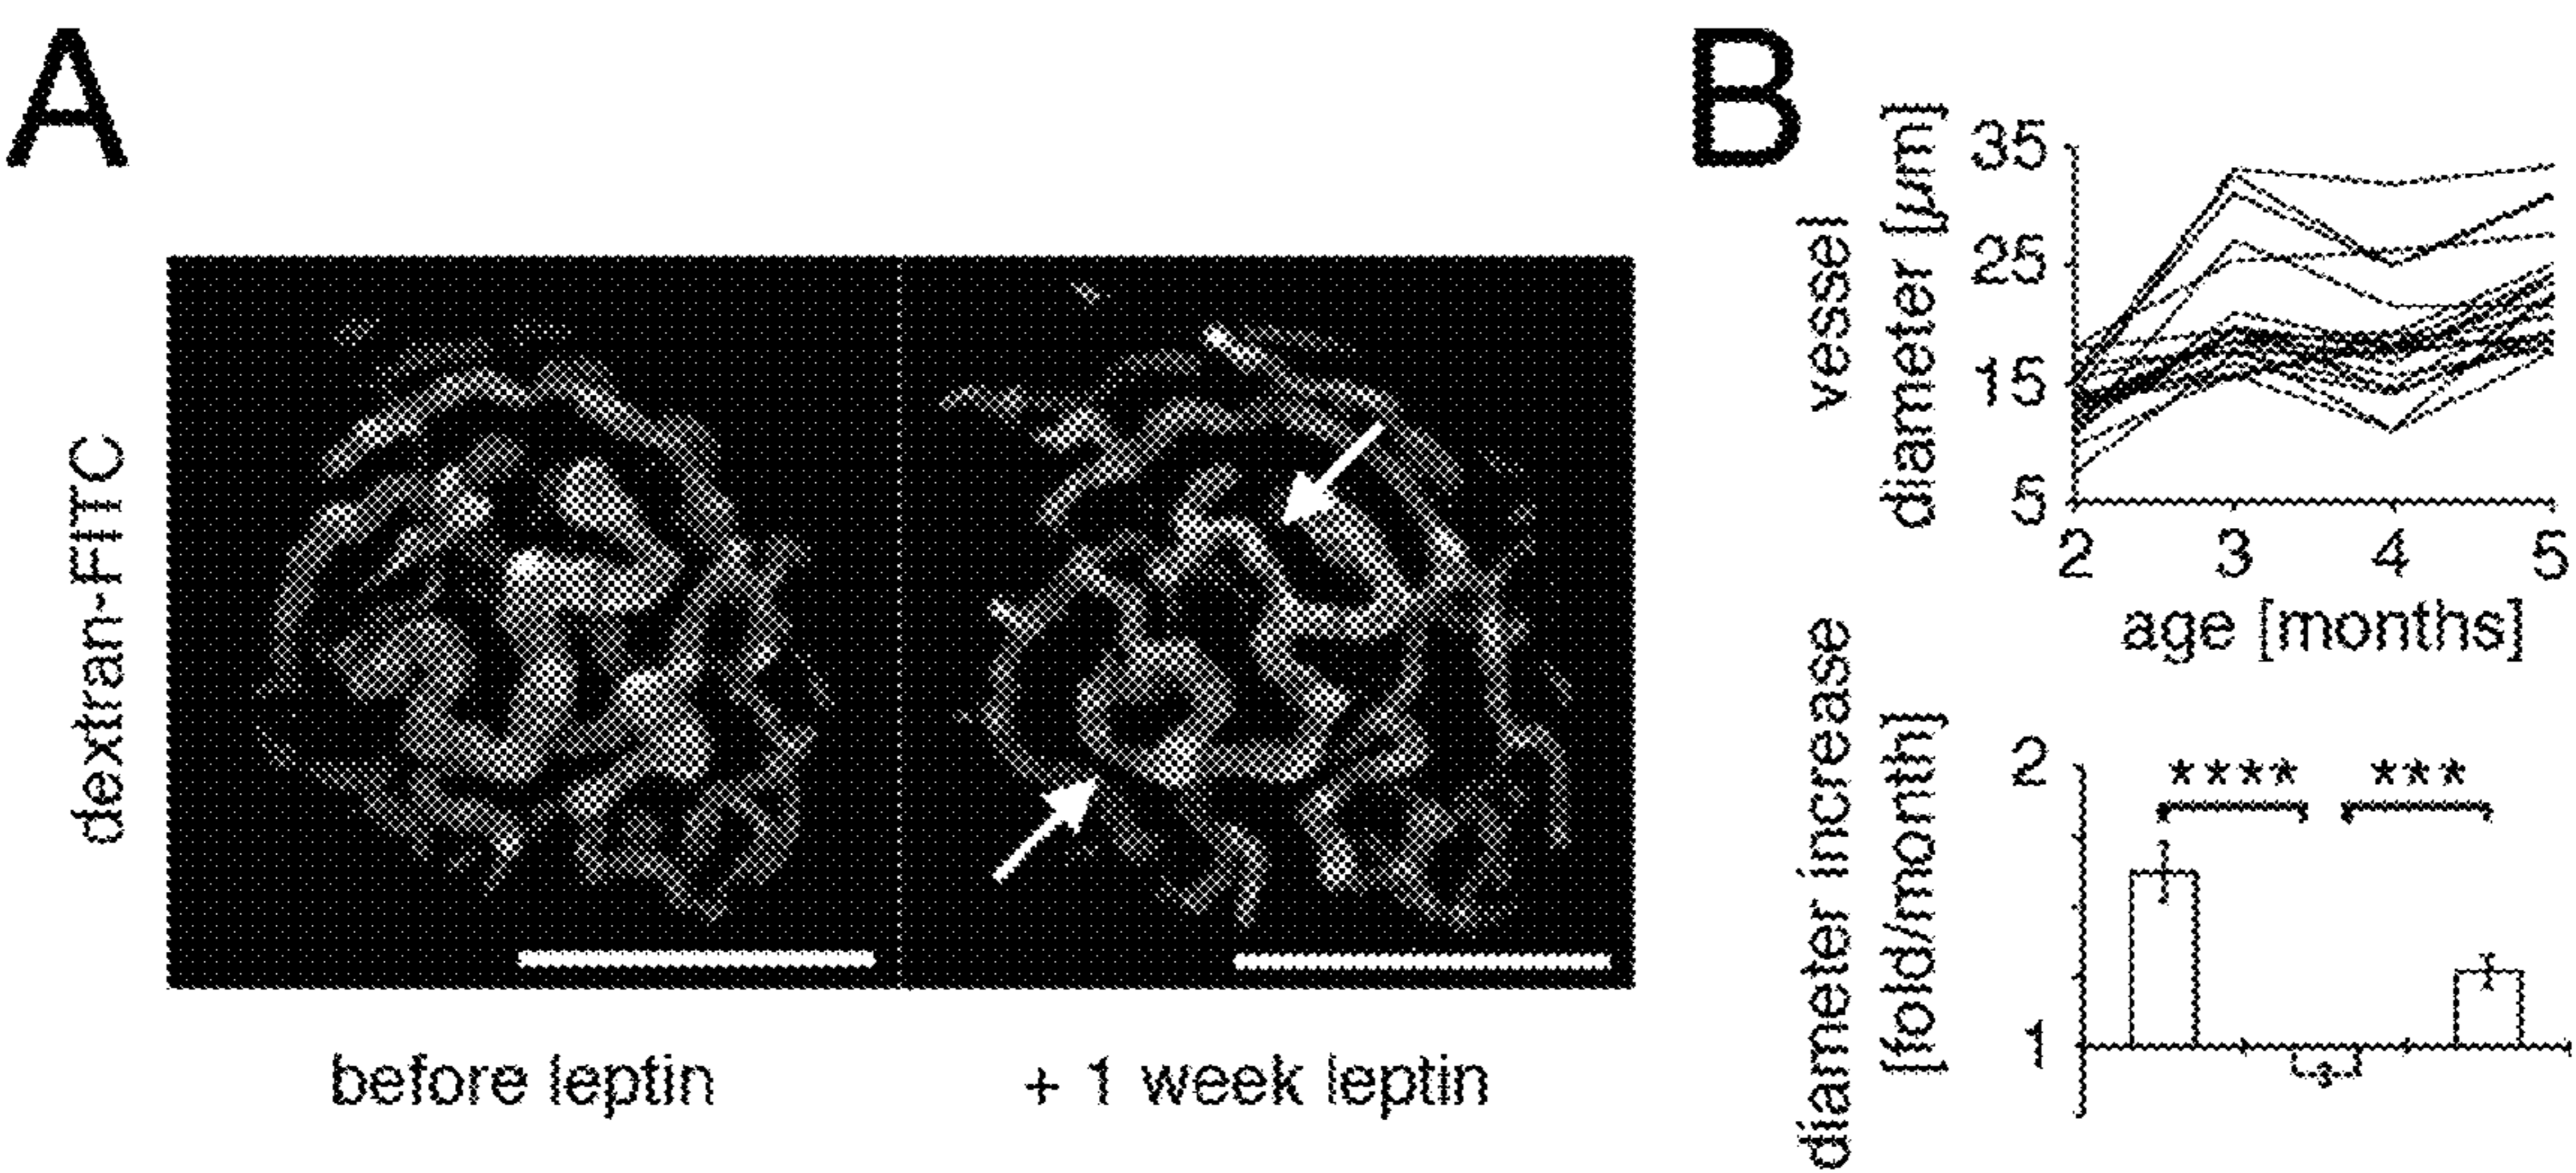 A
dextran-FITC
before leptin
+ 1 week leptin
B
vessel
diameter [µm]
35
25
15
5
2 3 4 5
age [months]
diameter increase
[fold/month]
2
**** ***
1